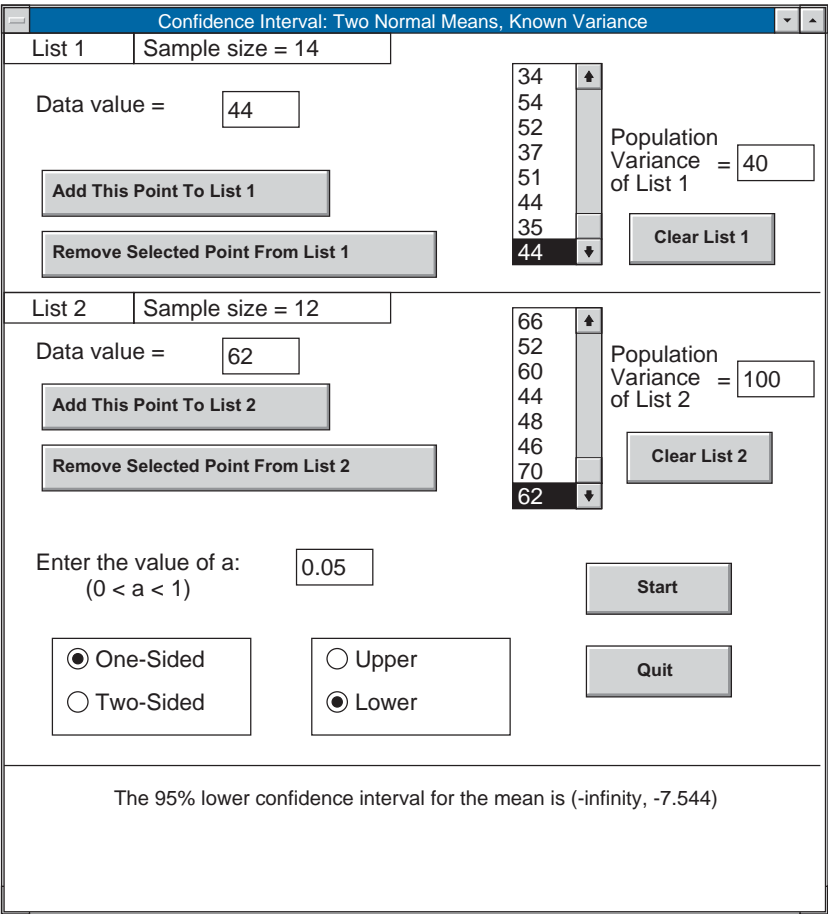 Confidence Interval: Two Normal Means, Known Variance
List 1
Sample size = 14
Data value =
44
Add This Point To List 1
Remove Selected Point From List 1
34
54
52
37
51
44
35
44
Population
Variance
of List 1
= 40
Clear List 1
List 2
Sample size = 12
Data value =
62
Add This Point To List 2
Remove Selected Point From List 2
66
52
60
44
48
46
70
62
Population
Variance
of List 2
= 100
Clear List 2
Enter the value of a:
(0 < a < 1)
0.05
Start
One-Sided
Two-Sided
Upper
Lower
Quit
The 95% lower confidence interval for the mean is (-infinity, -7.544)